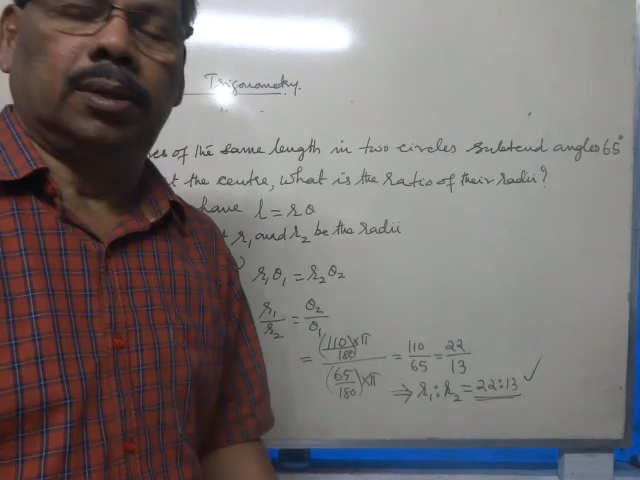 Trigonometry.
es of the same length in two circles subtend angles 65°
t the centre, what is the ratio of their radii?
have l = rθ
r₁ and r₂ be the radii
r₁θ₁ = r₂θ₂
r₁/r₂ = θ₂/θ₁
= (110/180)×π / (65/180)×π = 110/65 = 22/13
⇒ r₁ : r₂ = 22:13 ✓